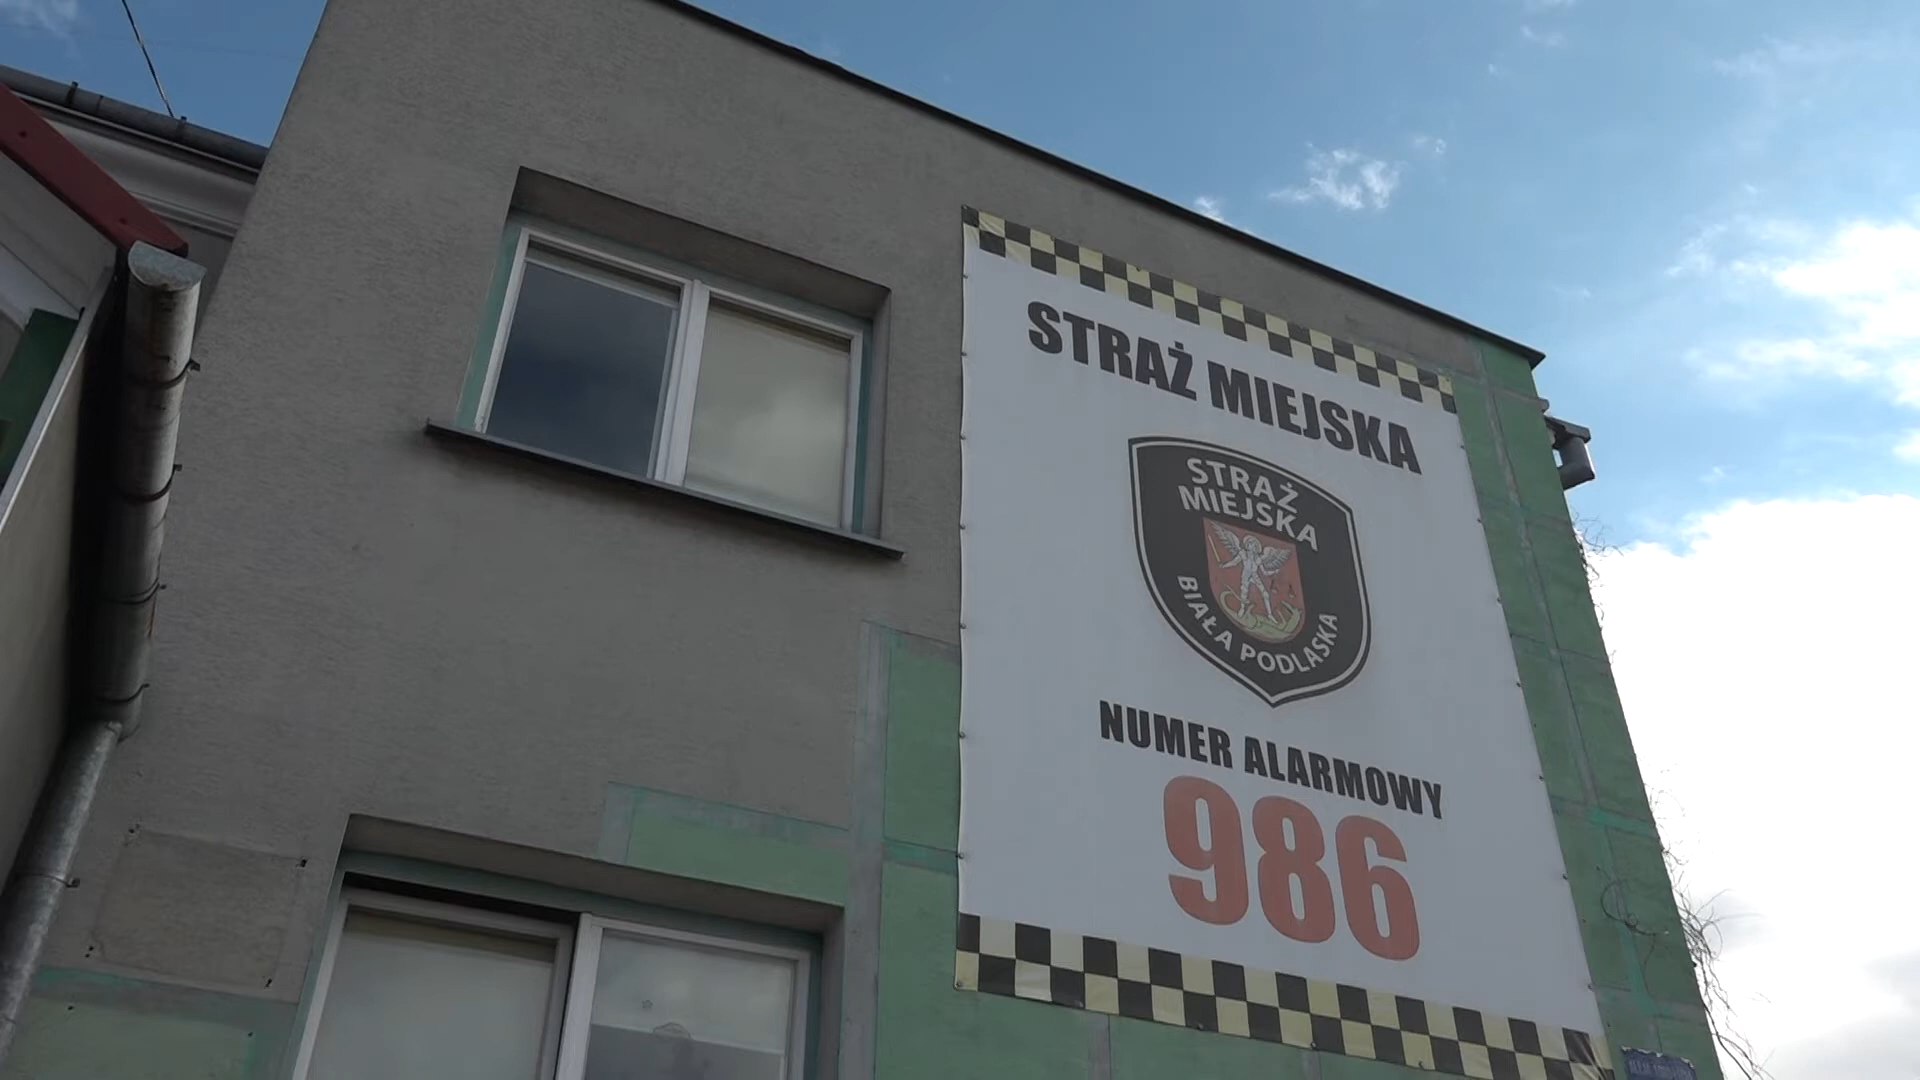 STRAŻ MIEJSKA
STRAŻ
MIEJSKA
BIAŁA PODLASKA
NUMER ALARMOWY
986